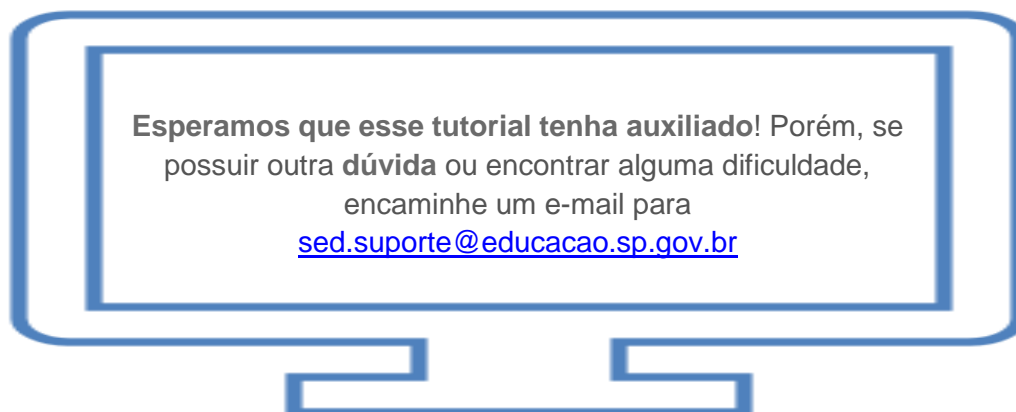 Esperamos que esse tutorial tenha auxiliado! Porém, se
possuir outra dúvida ou encontrar alguma dificuldade,
encaminhe um e-mail para
sed.suporte@educacao.sp.gov.br